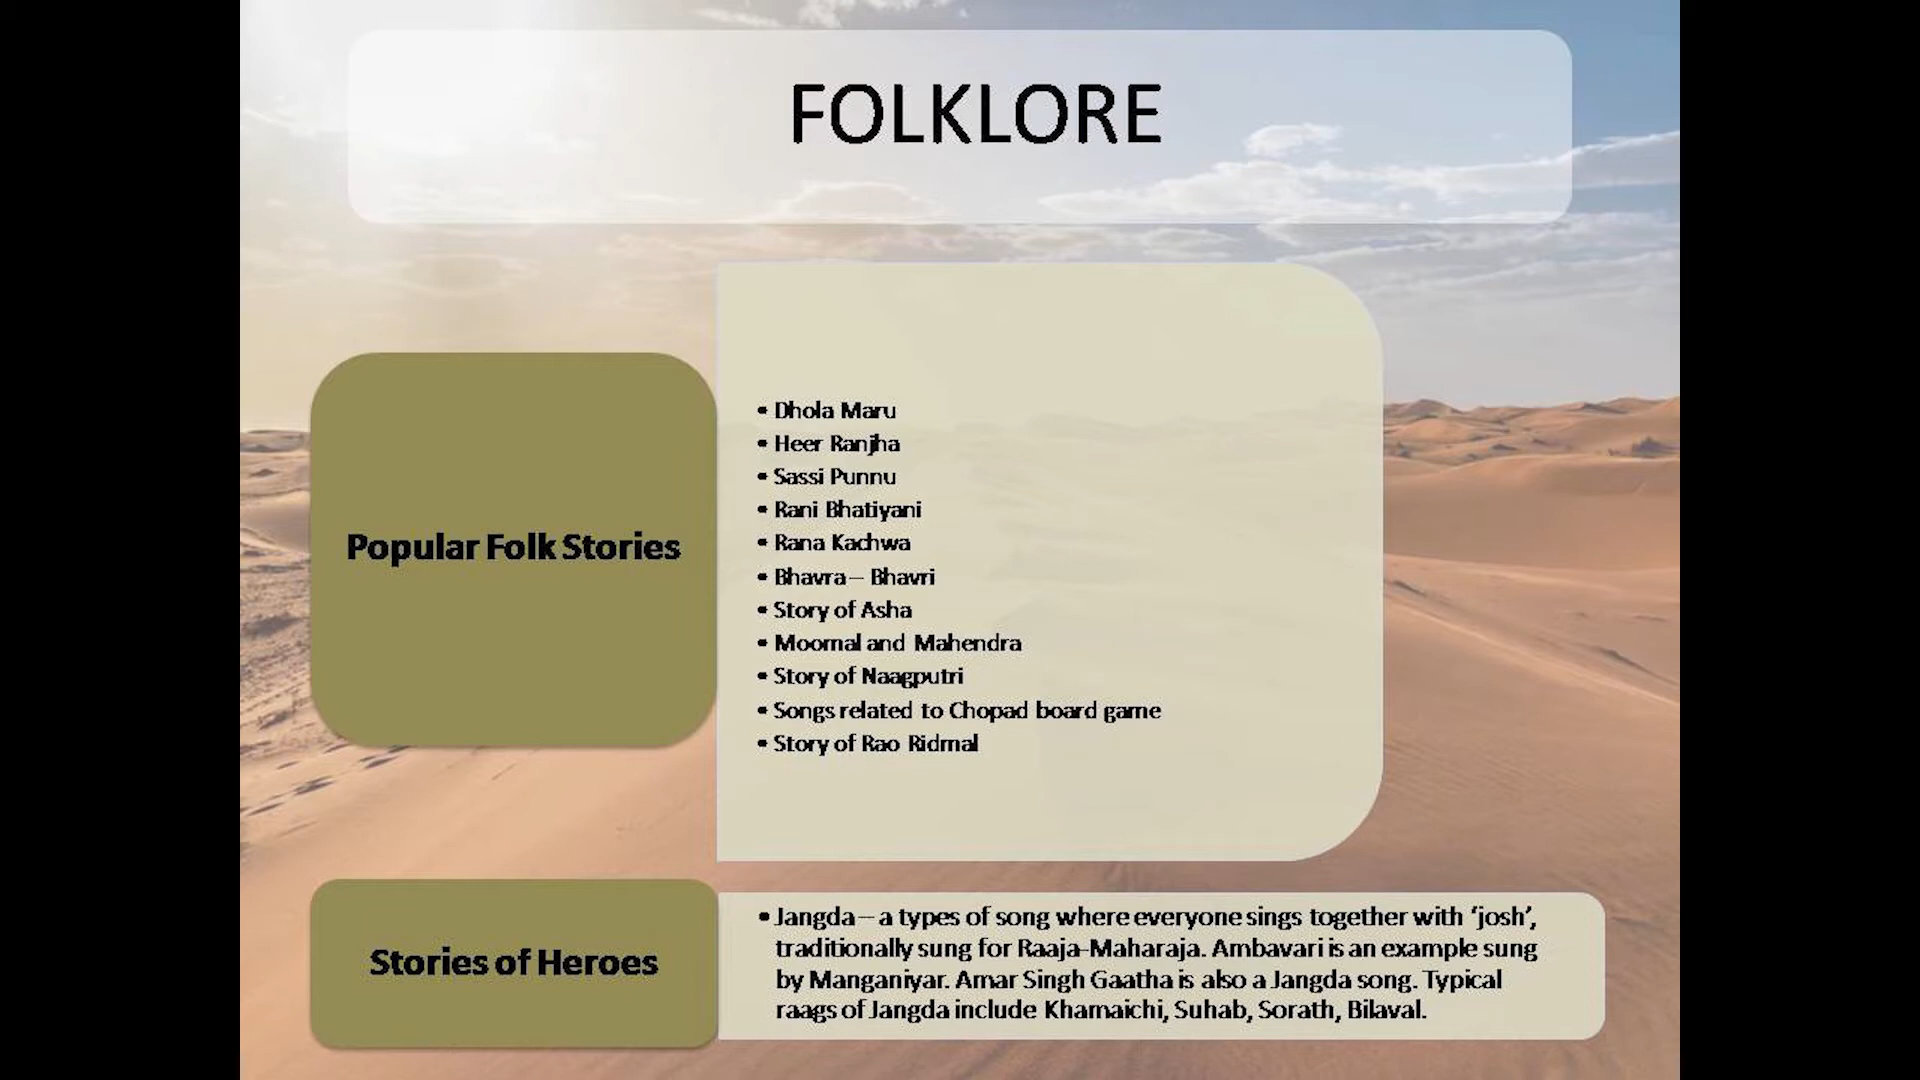 FOLKLORE
Popular Folk Stories
• Dhola Maru
• Heer Ranjha
• Sassi Punnu
• Rani Bhatiyani
• Rana Kachwa
• Bhavra – Bhavri
• Story of Asha
• Moomal and Mahendra
• Story of Naagputri
• Songs related to Chopad board game
• Story of Rao Ridmal
Stories of Heroes
• Jangda – a types of song where everyone sings together with ‘josh’,
traditionally sung for Raaja-Maharaja. Ambavari is an example sung
by Manganiyar. Amar Singh Gaatha is also a Jangda song. Typical
raags of Jangda include Khamaichi, Suhab, Sorath, Bilaval.